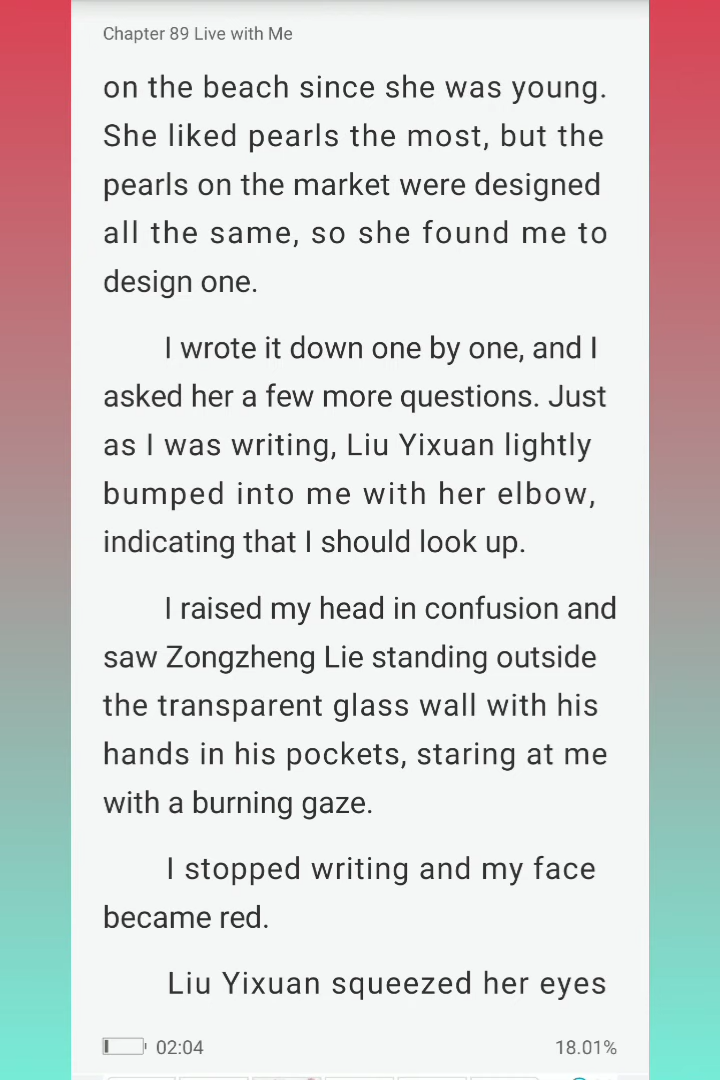 Chapter 89 Live with Me
on the beach since she was young.
She liked pearls the most, but the
pearls on the market were designed
all the same, so she found me to
design one.
I wrote it down one by one, and I
asked her a few more questions. Just
as I was writing, Liu Yixuan lightly
bumped into me with her elbow,
indicating that I should look up.
I raised my head in confusion and
saw Zongzheng Lie standing outside
the transparent glass wall with his
hands in his pockets, staring at me
with a burning gaze.
I stopped writing and my face
became red.
Liu Yixuan squeezed her eyes
02:04
18.01%